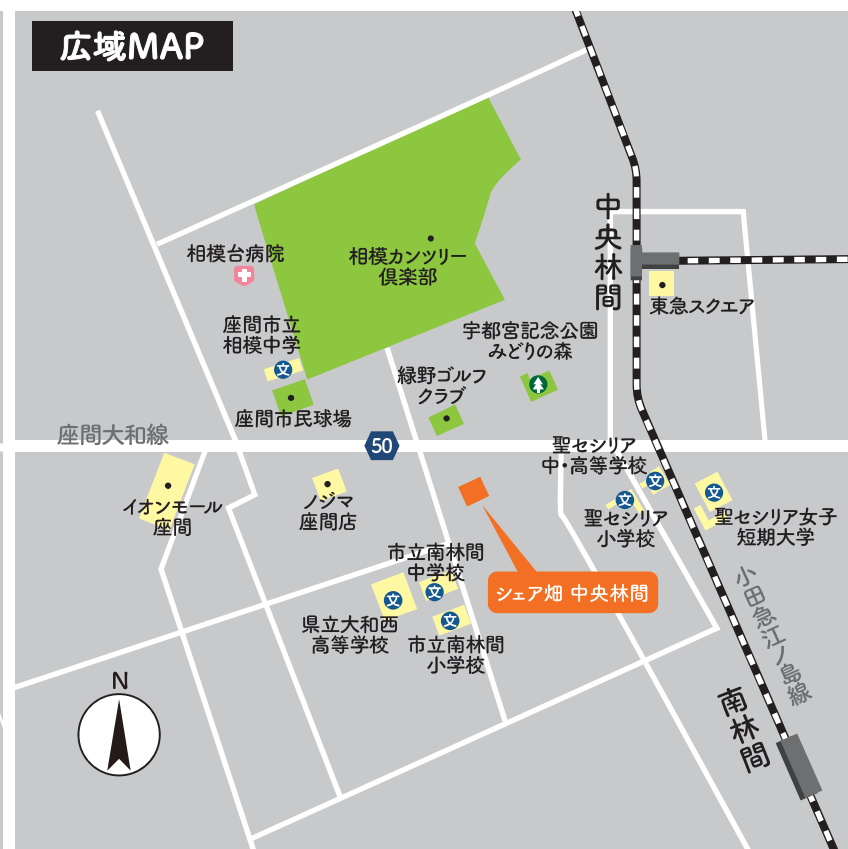 広域MAP
中央林間
相模台病院
相模カンツリー
倶楽部
東急スクエア
座間市立
相模中学
宇都宮記念公園
みどりの森
緑野ゴルフ
クラブ
座間市民球場
座間大和線
50
聖セシリア
中・高等学校
イオンモール
座間
ノジマ
座間店
聖セシリア
小学校
聖セシリア女子
短期大学
市立南林間
中学校
シェア畑 中央林間
県立大和西
高等学校
市立南林間
小学校
小田急江ノ島線
南林間
N
文
文
文
文
文
文
文